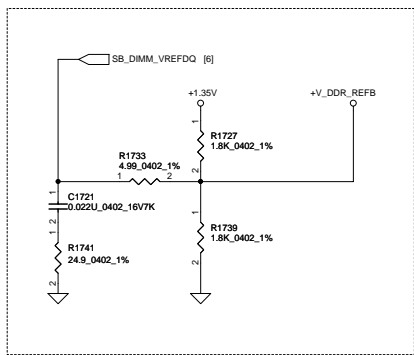 SB_DIMM_VREFDQ [6]
+1.35V
+V_DDR_REFB
1
R1727
1.8K_0402_1%
2
R1733
4.99_0402_1%
1 2
1
C1721
0.022U_0402_16V7K
2
1
R1739
1.8K_0402_1%
2
1
R1741
24.9_0402_1%
2